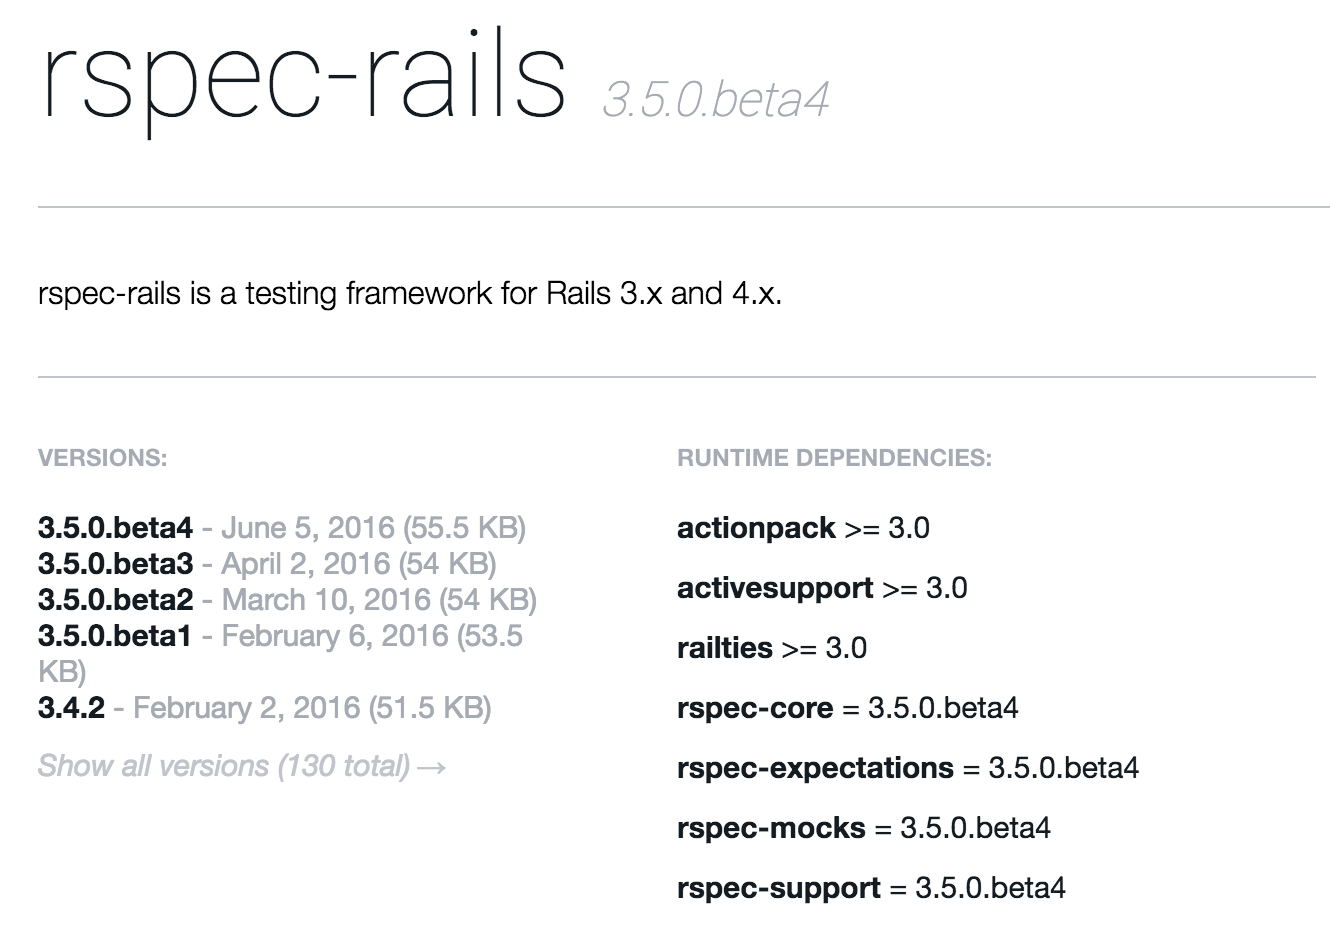 rspec-rails 3.5.0.beta4
rspec-rails is a testing framework for Rails 3.x and 4.x.
VERSIONS:
3.5.0.beta4 - June 5, 2016 (55.5 KB)
3.5.0.beta3 - April 2, 2016 (54 KB)
3.5.0.beta2 - March 10, 2016 (54 KB)
3.5.0.beta1 - February 6, 2016 (53.5
KB)
3.4.2 - February 2, 2016 (51.5 KB)
Show all versions (130 total) →
RUNTIME DEPENDENCIES:
actionpack >= 3.0
activesupport >= 3.0
railties >= 3.0
rspec-core = 3.5.0.beta4
rspec-expectations = 3.5.0.beta4
rspec-mocks = 3.5.0.beta4
rspec-support = 3.5.0.beta4